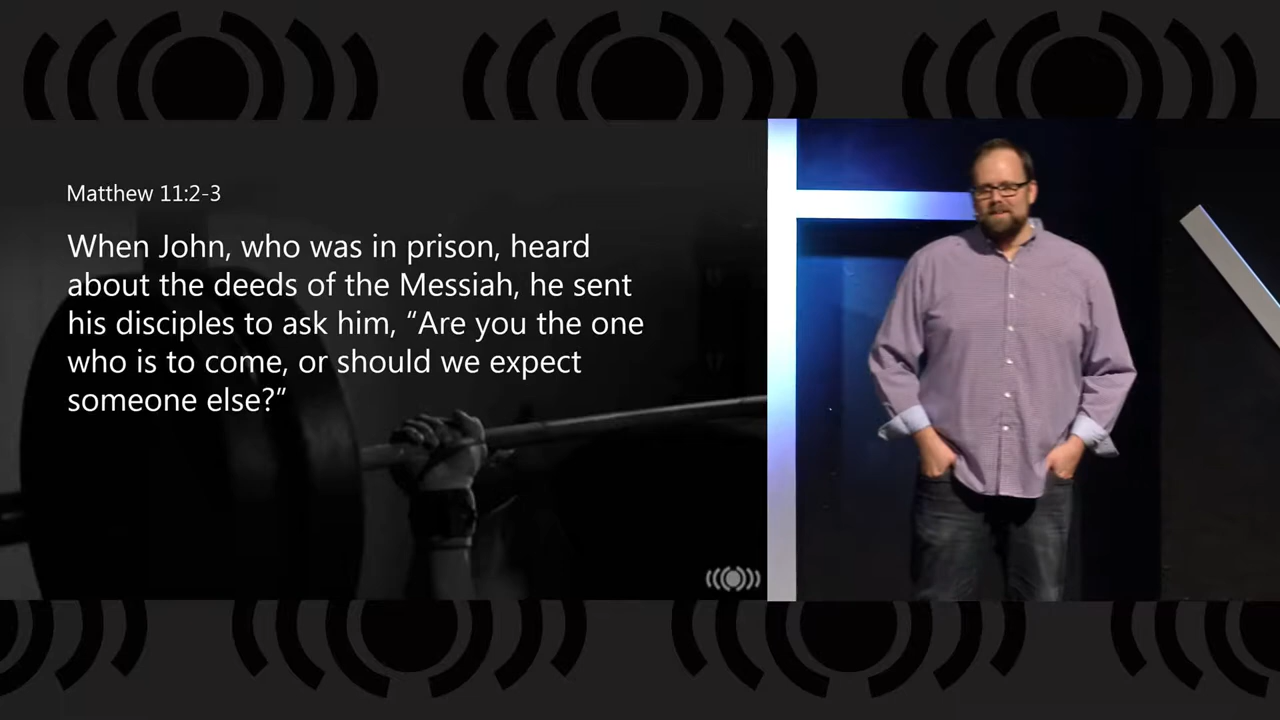 Matthew 11:2-3
When John, who was in prison, heard
about the deeds of the Messiah, he sent
his disciples to ask him, “Are you the one
who is to come, or should we expect
someone else?”